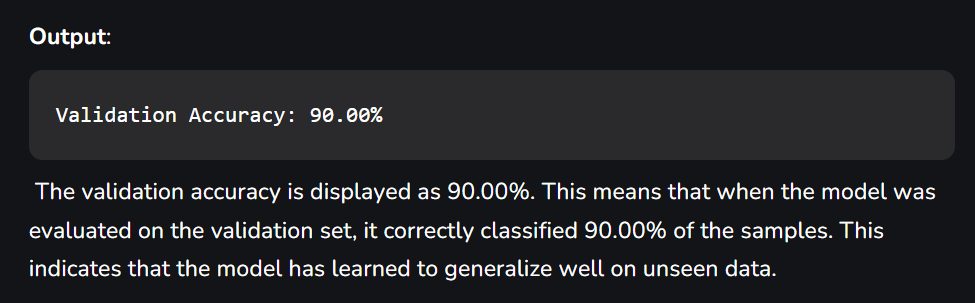 Output:
Validation Accuracy: 90.00%
The validation accuracy is displayed as 90.00%. This means that when the model was
evaluated on the validation set, it correctly classified 90.00% of the samples. This
indicates that the model has learned to generalize well on unseen data.